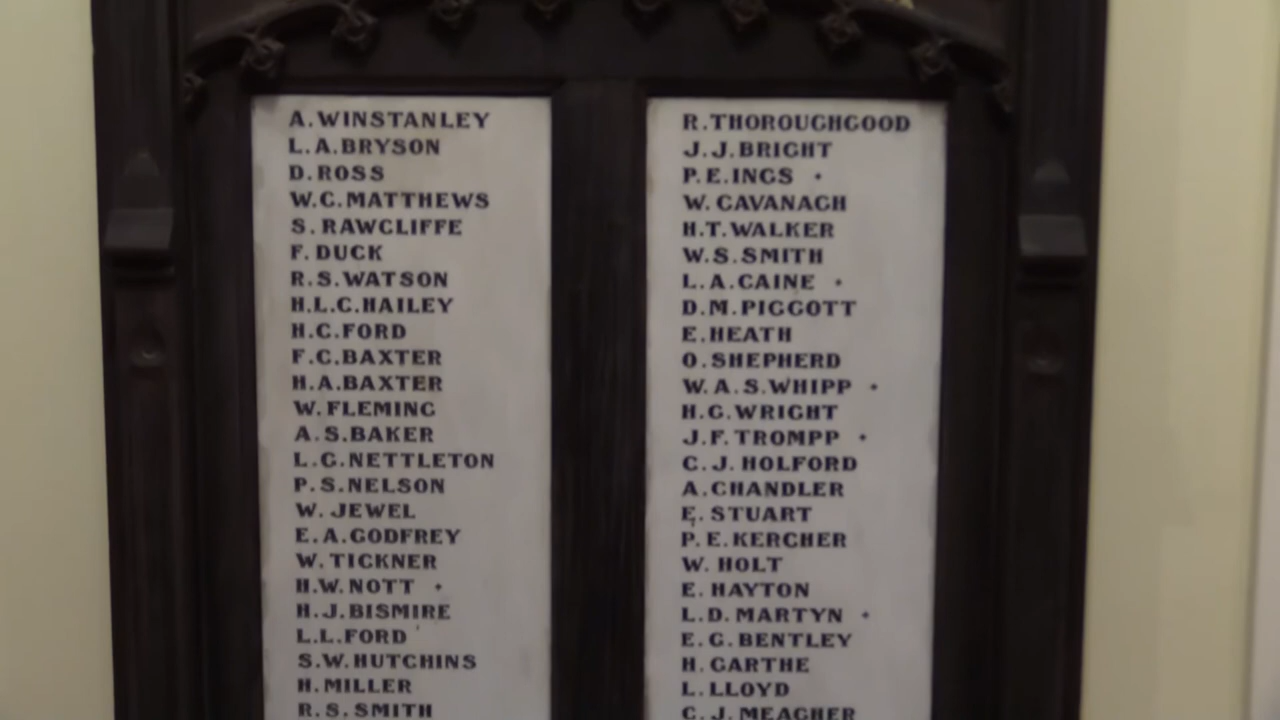 A. WINSTANLEY
L. A. BRYSON
D. ROSS
W. C. MATTHEWS
S. RAWCLIFFE
F. DUCK
R. S. WATSON
H. L. C. HAILEY
H. C. FORD
F. C. BAXTER
H. A. BAXTER
W. FLEMING
A. S. BAKER
L. G. NETTLETON
P. S. NELSON
W. JEWEL
E. A. GODFREY
W. TICKNER
H. W. NOTT •
H. J. BISMIRE
L. L. FORD
S. W. HUTCHINS
H. MILLER
R. S. SMITH
R. THOROUGHGOOD
J. J. BRIGHT
P. E. INGS •
W. CAVANAGH
H. T. WALKER
W. S. SMITH
L. A. CAINE •
D. M. PIGGOTT
E. HEATH
O. SHEPHERD
W. A. S. WHIPP •
H. G. WRIGHT
J. F. TROMPP •
C. J. HOLFORD
A. CHANDLER
E. STUART
P. E. KERCHER
W. HOLT
E. HAYTON
L. D. MARTYN •
E. G. BENTLEY
H. GARTHE
L. LLOYD
C. J. MEAGHER